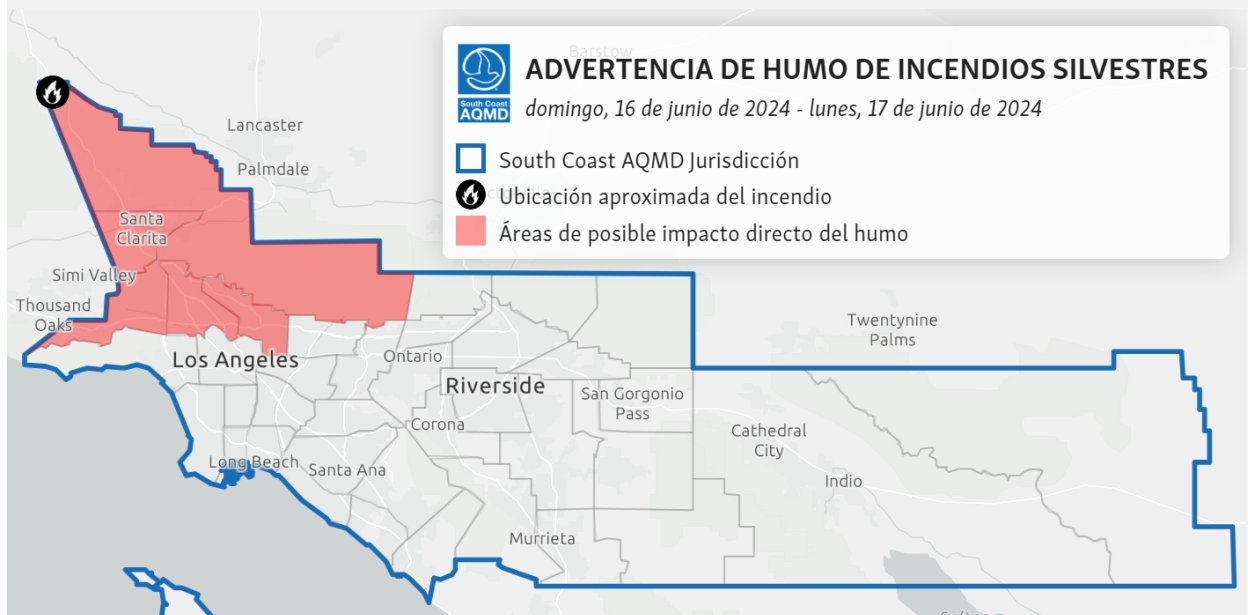 Barstow
ADVERTENCIA DE HUMO DE INCENDIOS SILVESTRES
South Coast
AQMD
domingo, 16 de junio de 2024 - lunes, 17 de junio de 2024
South Coast AQMD Jurisdicción
Ubicación aproximada del incendio
Áreas de posible impacto directo del humo
Lancaster
Palmdale
Santa
Clarita
Simi Valley
Thousand
Oaks
Los Angeles
Ontario
Riverside
Twentynine
Palms
San Gorgonio
Pass
Corona
Cathedral
City
Long Beach
Santa Ana
Indio
Murrieta